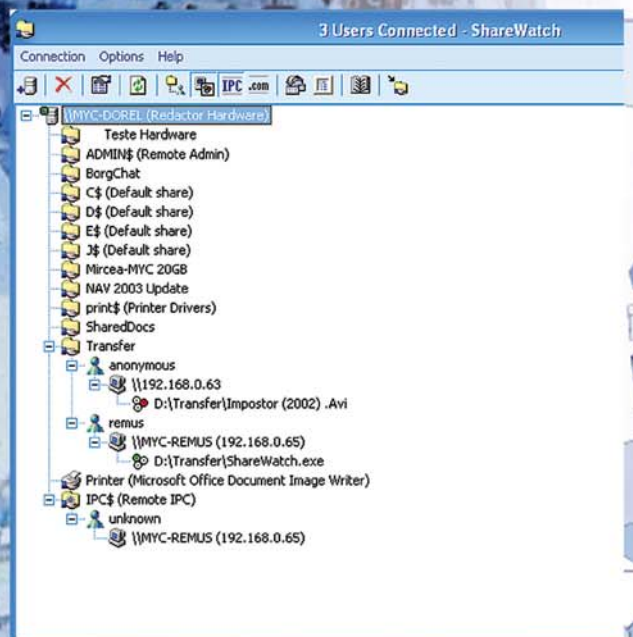 3 Users Connected - ShareWatch
Connection Options Help
IPC .com
\\MYC-DOREL (Redactor Hardware)
Teste Hardware
ADMIN$ (Remote Admin)
BorgChat
C$ (Default share)
D$ (Default share)
E$ (Default share)
J$ (Default share)
Mircea-MYC 20GB
NAV 2003 Update
print$ (Printer Drivers)
SharedDocs
Transfer
anonymous
\\192.168.0.63
D:\Transfer\Impostor (2002) .Avi
remus
\\MYC-REMUS (192.168.0.65)
D:\Transfer\ShareWatch.exe
Printer (Microsoft Office Document Image Writer)
IPC$ (Remote IPC)
unknown
\\MYC-REMUS (192.168.0.65)